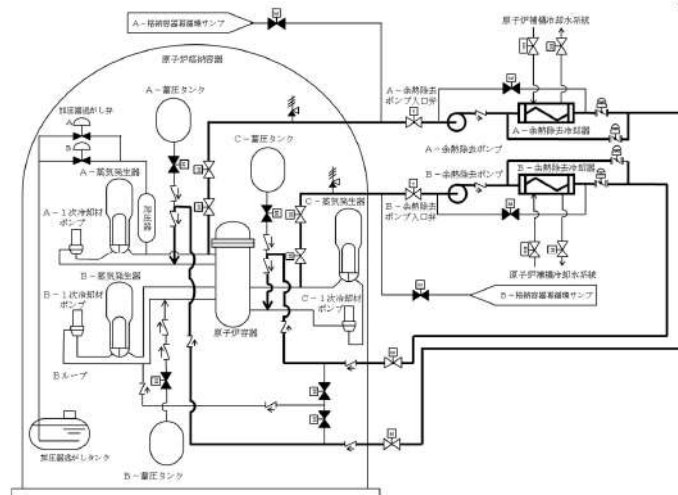 A－格納容器再循環サンプ
原子炉補機冷却水系統
原子炉格納容器
A－余熱除去
ポンプ入口弁
A－余熱除去冷却器
A－余熱除去ポンプ
加圧器逃がし弁
A
B
A－蓄圧タンク
C－蓄圧タンク
B－余熱除去ポンプ
B－余熱除去冷却器
B－余熱除去
ポンプ入口弁
A－蒸気発生器
C－蒸気発生器
加圧器
A－1次冷却材
ポンプ
B－蒸気発生器
原子炉補機冷却水系統
B－格納容器再循環サンプ
B－1次冷却材
ポンプ
C－1次冷却材
ポンプ
原子炉容器
Bループ
加圧器逃がしタンク
B－蓄圧タンク